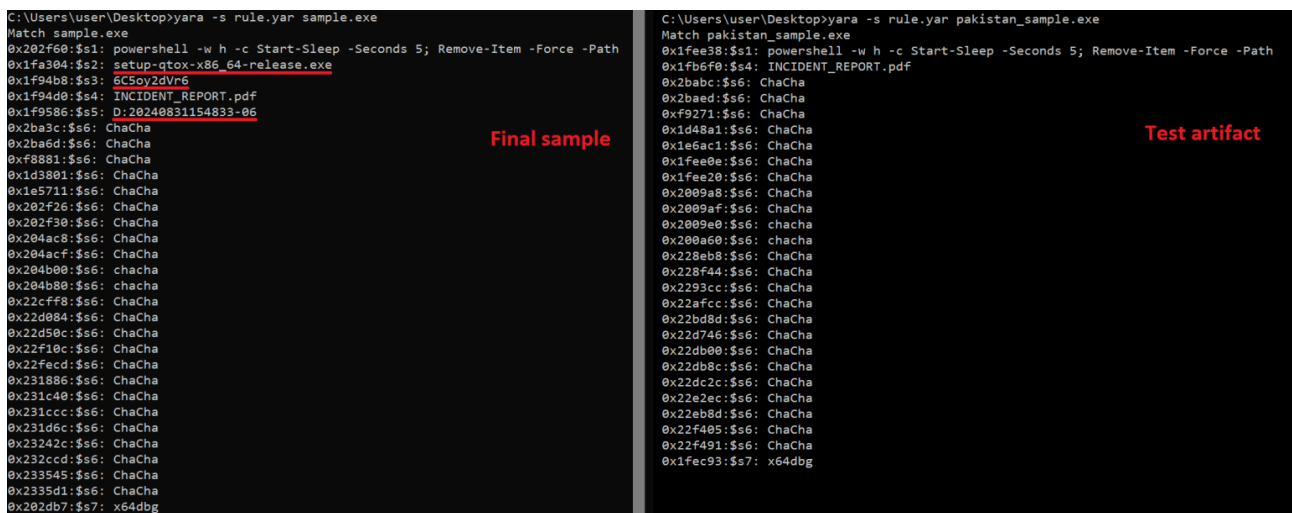 C:\Users\user\Desktop>yara -s rule.yar sample.exe
Match sample.exe
0x202f60:$s1: powershell -w h -c Start-Sleep -Seconds 5; Remove-Item -Force -Path
0x1fa304:$s2: setup-qtox-x86_64-release.exe
0x1f94b8:$s3: 6C5oy2dVr6
0x1f94d0:$s4: INCIDENT_REPORT.pdf
0x1f9586:$s5: D:20240831154833-06
0x2ba3c:$s6: ChaCha
0x2ba6d:$s6: ChaCha
0xf8881:$s6: ChaCha
0x1d3801:$s6: ChaCha
0x1e5711:$s6: ChaCha
0x202f26:$s6: ChaCha
0x202f30:$s6: ChaCha
0x204ac8:$s6: ChaCha
0x204acf:$s6: ChaCha
0x204b00:$s6: chacha
0x204b80:$s6: chacha
0x22cff8:$s6: ChaCha
0x22d084:$s6: ChaCha
0x22d50c:$s6: ChaCha
0x22f10c:$s6: ChaCha
0x22fecd:$s6: ChaCha
0x231886:$s6: ChaCha
0x231c40:$s6: ChaCha
0x231ccc:$s6: ChaCha
0x231d6c:$s6: ChaCha
0x23242c:$s6: ChaCha
0x232ccd:$s6: ChaCha
0x233545:$s6: ChaCha
0x2335d1:$s6: ChaCha
0x202db7:$s7: x64dbg
Final sample
C:\Users\user\Desktop>yara -s rule.yar pakistan_sample.exe
Match pakistan_sample.exe
0x1fee38:$s1: powershell -w h -c Start-Sleep -Seconds 5; Remove-Item -Force -Path
0x1fb6f0:$s4: INCIDENT_REPORT.pdf
0x2babc:$s6: ChaCha
0x2baed:$s6: ChaCha
0xf9271:$s6: ChaCha
0x1d48a1:$s6: ChaCha
0x1e6ac1:$s6: ChaCha
0x1fee0e:$s6: ChaCha
0x1fee20:$s6: ChaCha
0x2009a8:$s6: ChaCha
0x2009af:$s6: ChaCha
0x2009e0:$s6: chacha
0x200a60:$s6: chacha
0x228eb8:$s6: ChaCha
0x228f44:$s6: ChaCha
0x2293cc:$s6: ChaCha
0x22afcc:$s6: ChaCha
0x22bd8d:$s6: ChaCha
0x22d746:$s6: ChaCha
0x22db00:$s6: ChaCha
0x22db8c:$s6: ChaCha
0x22dc2c:$s6: ChaCha
0x22e2ec:$s6: ChaCha
0x22eb8d:$s6: ChaCha
0x22f405:$s6: ChaCha
0x22f491:$s6: ChaCha
0x1fec93:$s7: x64dbg
Test artifact